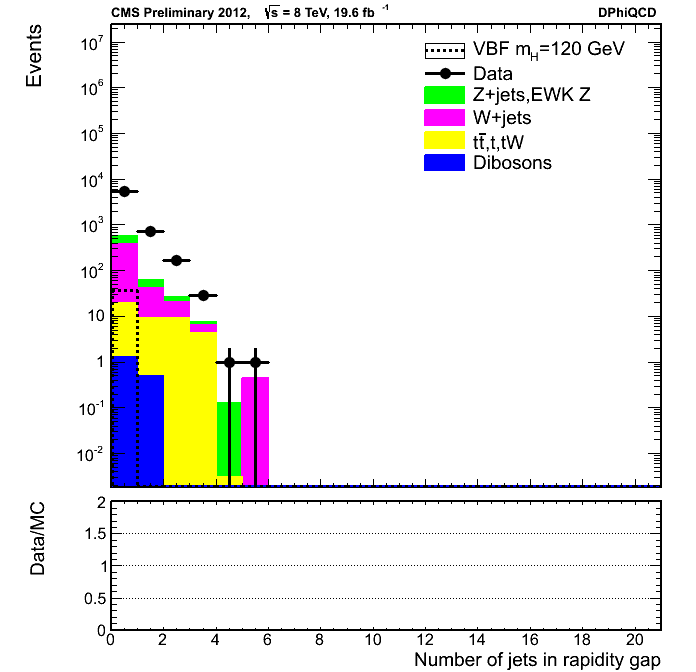 CMS Preliminary 2012, √s = 8 TeV, 19.6 fb⁻¹ DPhiQCD
Events
10⁷
10⁶
10⁵
10⁴
10³
10²
10
1
10⁻¹
10⁻²
VBF m_H=120 GeV
Data
Z+jets,EWK Z
W+jets
tt̄,t,tW
Dibosons
Data/MC
2
1.5
1
0.5
0
0 2 4 6 8 10 12 14 16 18 20
Number of jets in rapidity gap